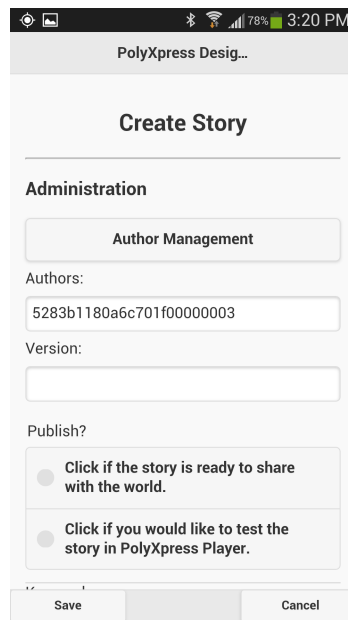 78% 3:20 PM
PolyXpress Desig...
Create Story
Administration
Author Management
Authors:
5283b1180a6c701f00000003
Version:
Publish?
Click if the story is ready to share
with the world.
Click if you would like to test the
story in PolyXpress Player.
Save Cancel